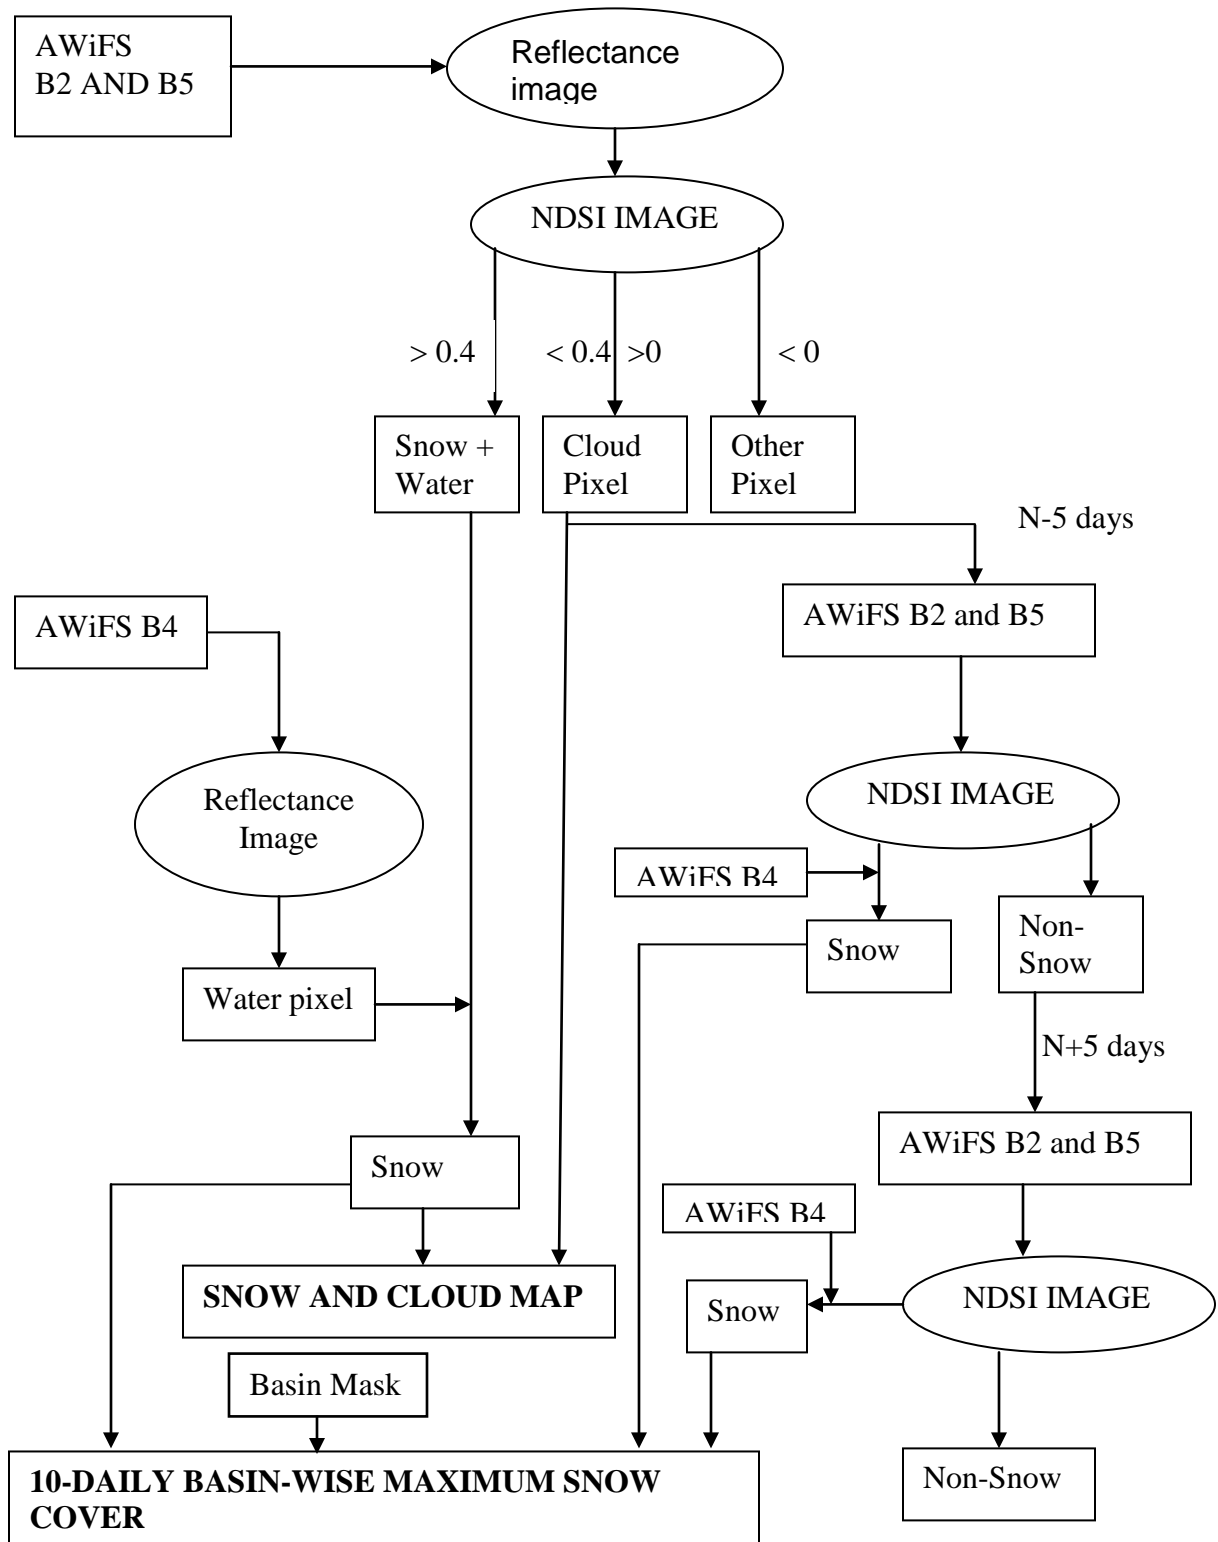 AWiFS
B2 AND B5
Reflectance
image
NDSI IMAGE
> 0.4
< 0.4 >0
< 0
Snow +
Water
Cloud
Pixel
Other
Pixel
N-5 days
AWiFS B4
AWiFS B2 and B5
Reflectance
Image
NDSI IMAGE
AWiFS B4
Snow
Non-
Snow
Water pixel
N+5 days
Snow
AWiFS B2 and B5
AWiFS B4
SNOW AND CLOUD MAP
Snow
NDSI IMAGE
Basin Mask
10-DAILY BASIN-WISE MAXIMUM SNOW
COVER
Non-Snow